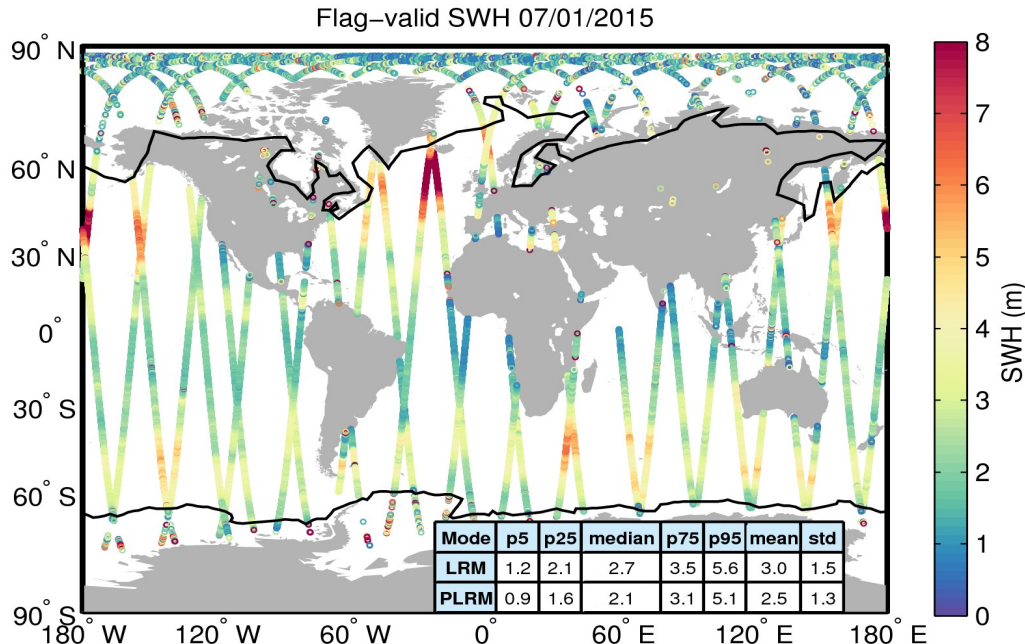 Flag−valid SWH 07/01/2015
90° N
60° N
30° N
0°
30° S
60° S
90° S
180° W 120° W 60° W 0° 60° E 120° E 180° E
Mode p5 p25 median p75 p95 mean std
LRM 1.2 2.1 2.7 3.5 5.6 3.0 1.5
PLRM 0.9 1.6 2.1 3.1 5.1 2.5 1.3
8
7
6
5
4
3
2
1
0
SWH (m)